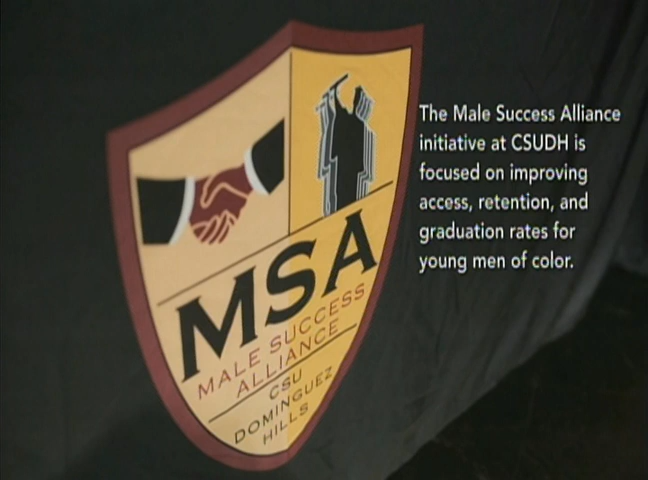 MSA
MALE SUCCESS
ALLIANCE
CSU
DOMINGUEZ
HILLS
The Male Success Alliance
initiative at CSUDH is
focused on improving
access, retention, and
graduation rates for
young men of color.